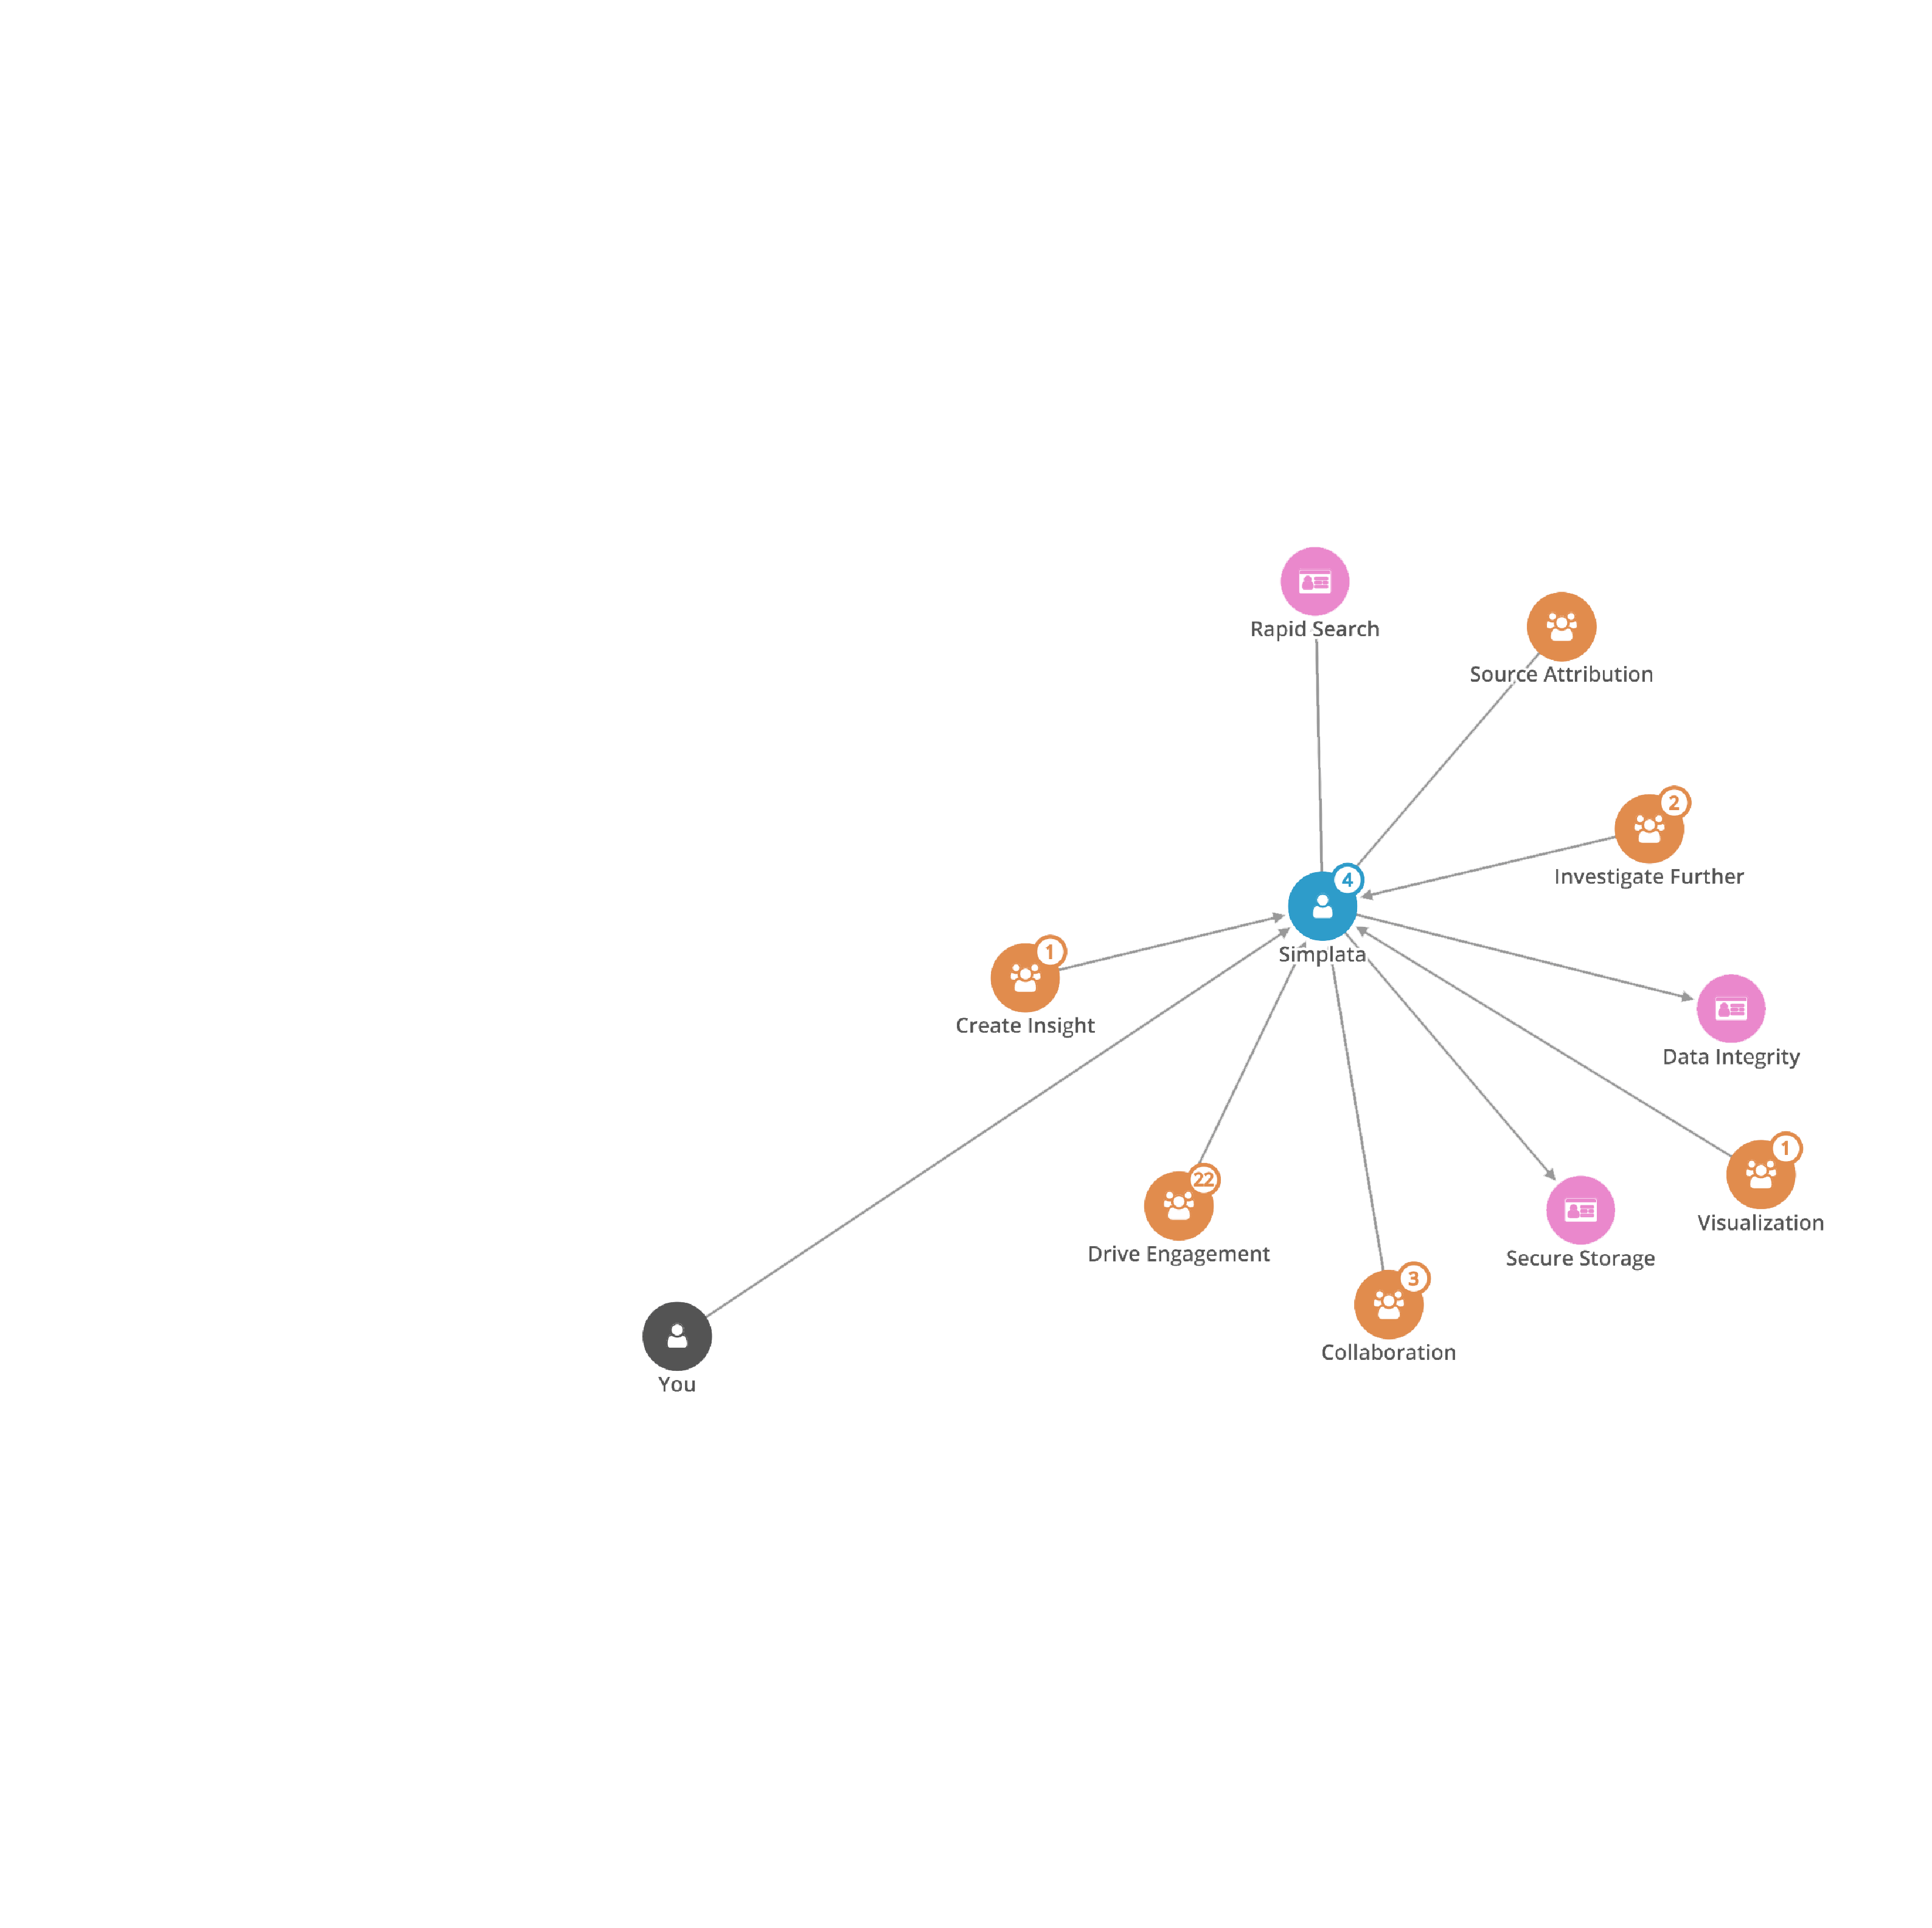 Rapid Search
Source Attribution
2
Investigate Further
4
Simplata
1
Create Insight
Data Integrity
1
Visualization
22
Drive Engagement
Secure Storage
3
Collaboration
You